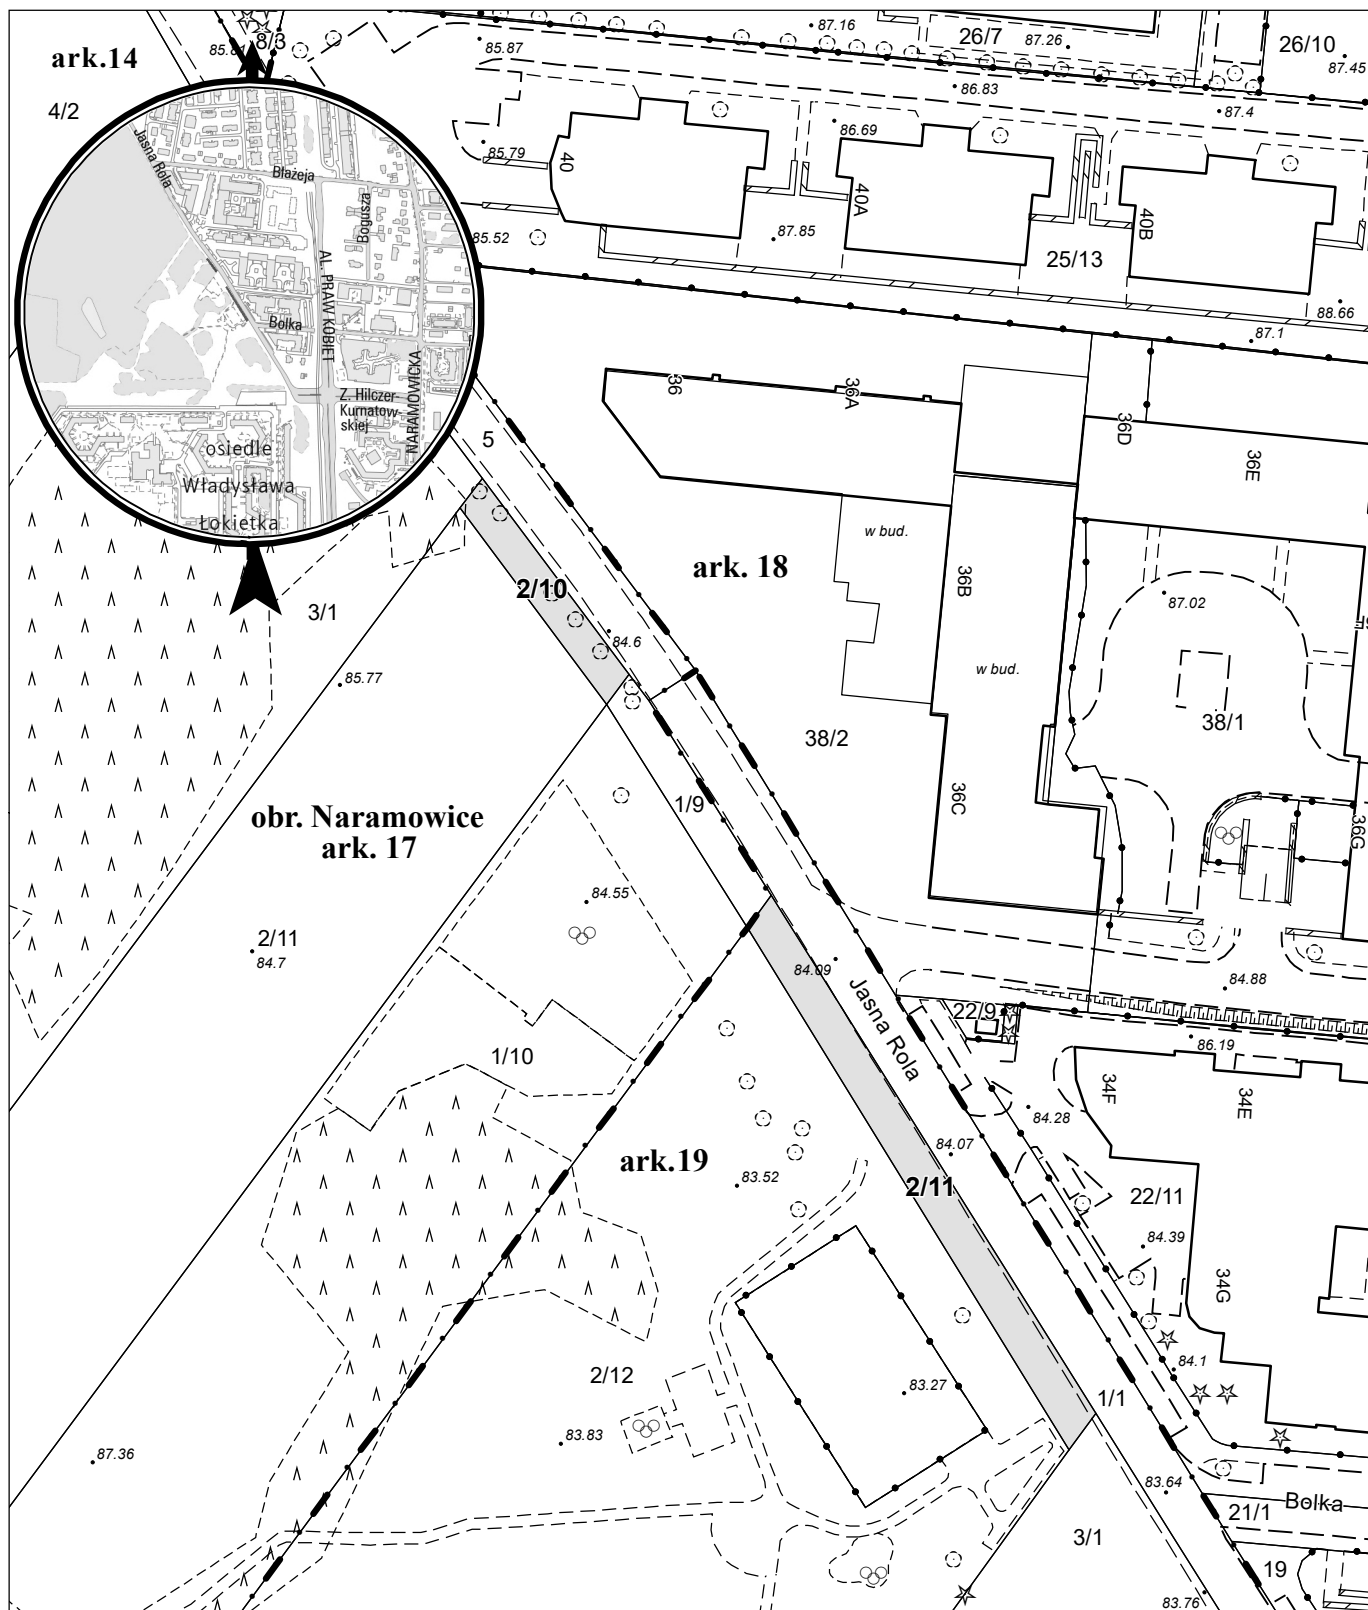 ark.14
8/3
85.81
4/2
85.87
87.16
26/7
87.26
26/10
87.45
86.83
87.4
86.69
85.79
40
40A
40B
85.52
87.85
25/13
88.66
87.1
Jasna Rola
Błażeja
Bogusza
AL. PRAW KOBIET
Bolka
NARAMOWICKA
Z. Hilczer-
Kurnatow-
skiej
osiedle
Władysława
Łokietka
5
36
36A
36D
36E
w bud.
ark. 18
36B
2/10
87.02
3/1
84.6
w bud.
85.77
38/2
38/1
36C
1/9
36G
obr. Naramowice
ark. 17
84.55
2/11
84.7
84.09
84.88
Jasna Rola
22/9
86.19
1/10
34F
34E
84.28
84.07
ark.19
83.52
2/11
22/11
84.39
34G
84.1
2/12
83.27
1/1
83.83
87.36
83.64
Bolka
21/1
3/1
19
83.76